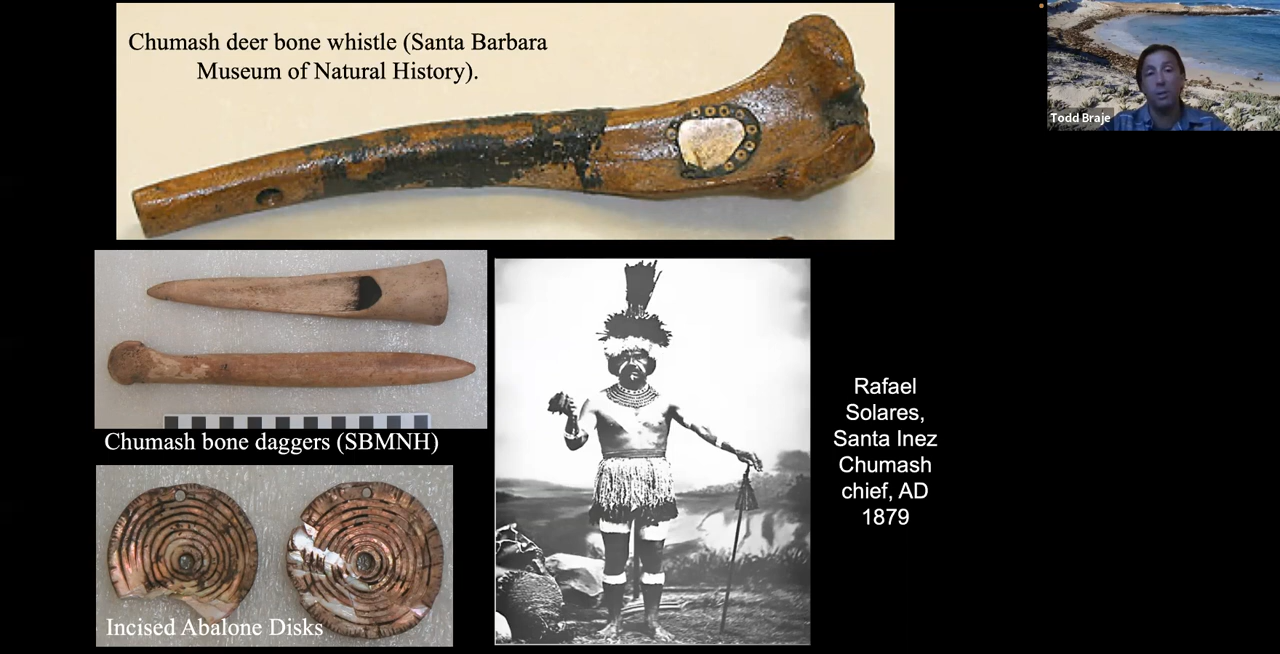 Chumash deer bone whistle (Santa Barbara
Museum of Natural History).
Todd Braje
Chumash bone daggers (SBMNH)
Rafael
Solares,
Santa Inez
Chumash
chief, AD
1879
Incised Abalone Disks